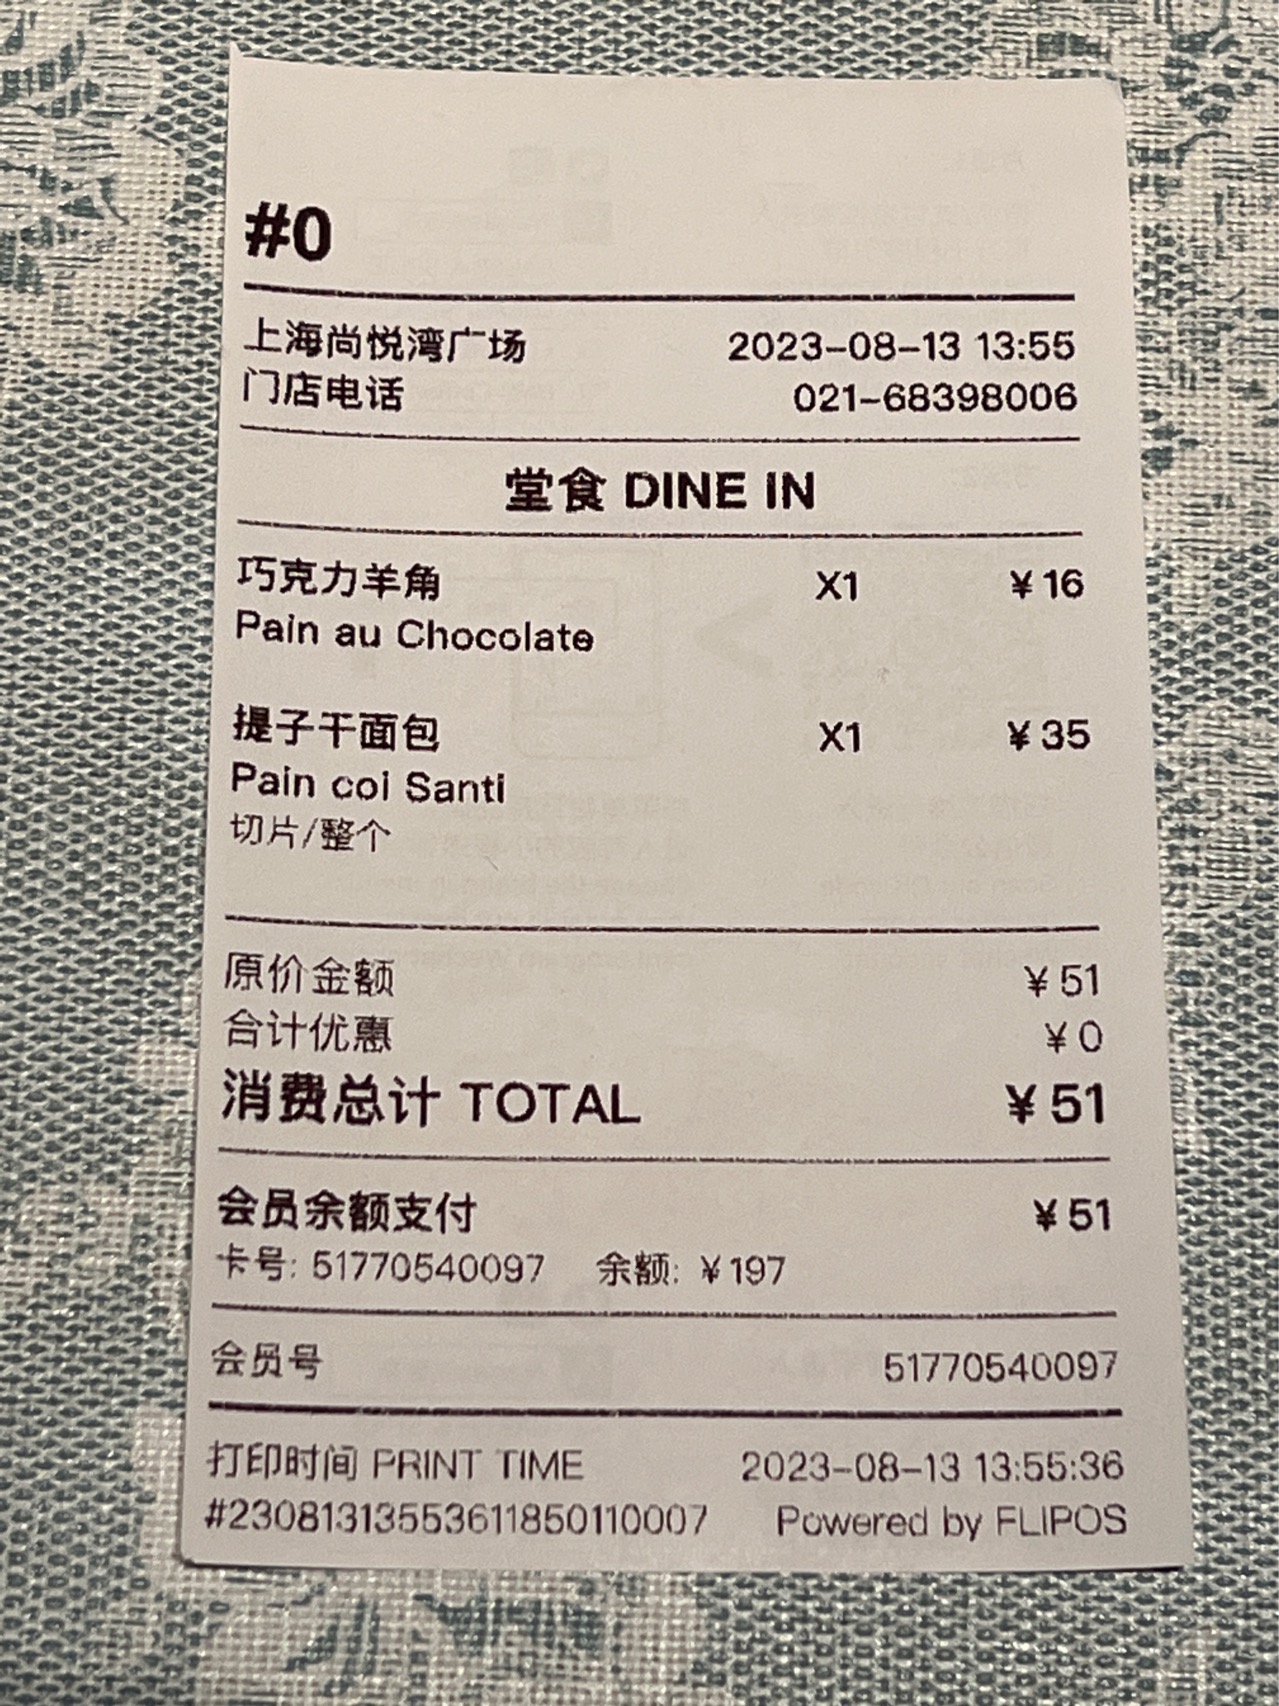 #0
上海尚悦湾广场 2023-08-13 13:55
门店电话 021-68398006
堂食 DINE IN
巧克力羊角 X1 ¥16
Pain au Chocolate
提子干面包 X1 ¥35
Pain coi Santi
切片/整个
原价金额 ¥51
合计优惠 ¥0
消费总计 TOTAL ¥51
会员余额支付 ¥51
卡号: 51770540097 余额: ¥197
会员号 51770540097
打印时间 PRINT TIME 2023-08-13 13:55:36
#23081313553611850110007 Powered by FLIPOS